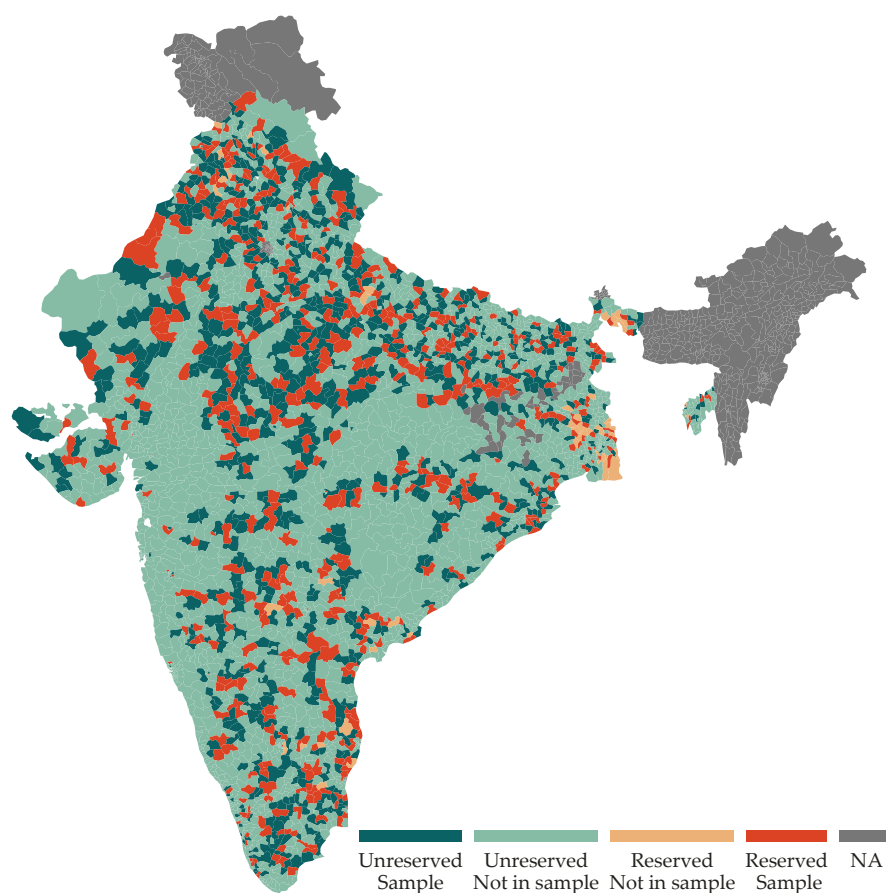 Unreserved
Sample
Unreserved
Not in sample
Reserved
Not in sample
Reserved
Sample
NA